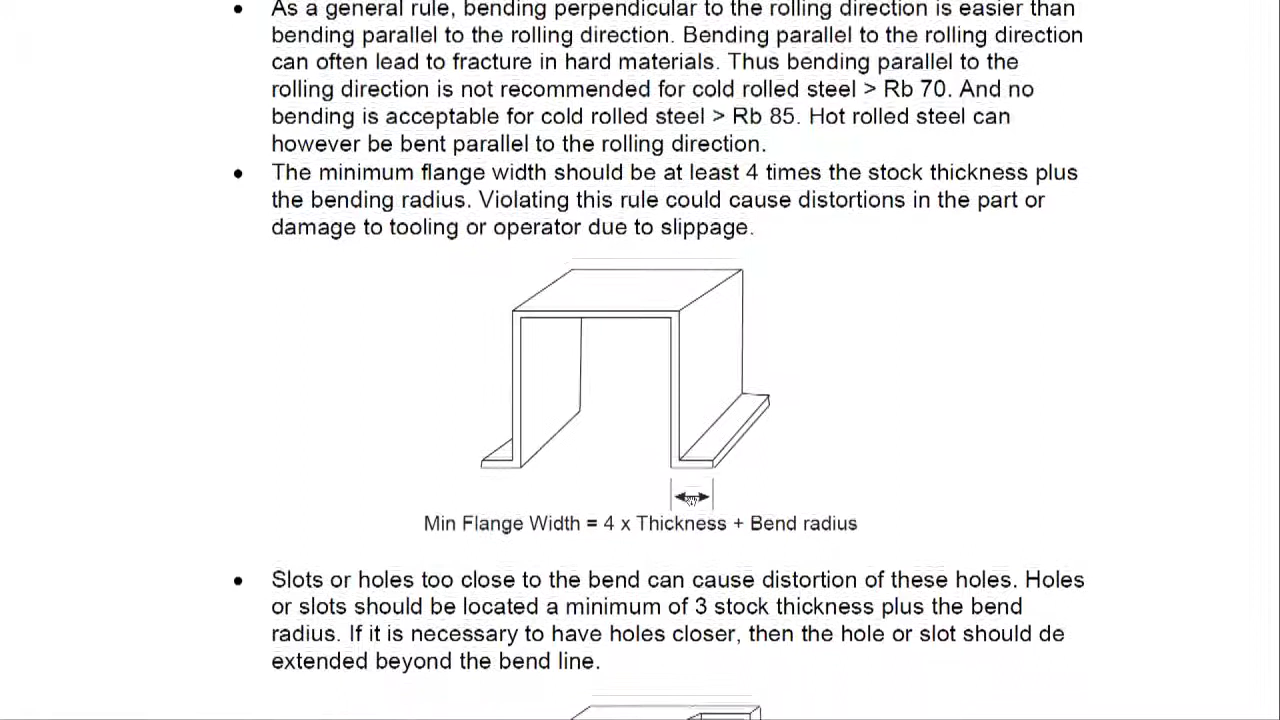 • As a general rule, bending perpendicular to the rolling direction is easier than
bending parallel to the rolling direction. Bending parallel to the rolling direction
can often lead to fracture in hard materials. Thus bending parallel to the
rolling direction is not recommended for cold rolled steel > Rb 70. And no
bending is acceptable for cold rolled steel > Rb 85. Hot rolled steel can
however be bent parallel to the rolling direction.
• The minimum flange width should be at least 4 times the stock thickness plus
the bending radius. Violating this rule could cause distortions in the part or
damage to tooling or operator due to slippage.
Min Flange Width = 4 x Thickness + Bend radius
• Slots or holes too close to the bend can cause distortion of these holes. Holes
or slots should be located a minimum of 3 stock thickness plus the bend
radius. If it is necessary to have holes closer, then the hole or slot should de
extended beyond the bend line.